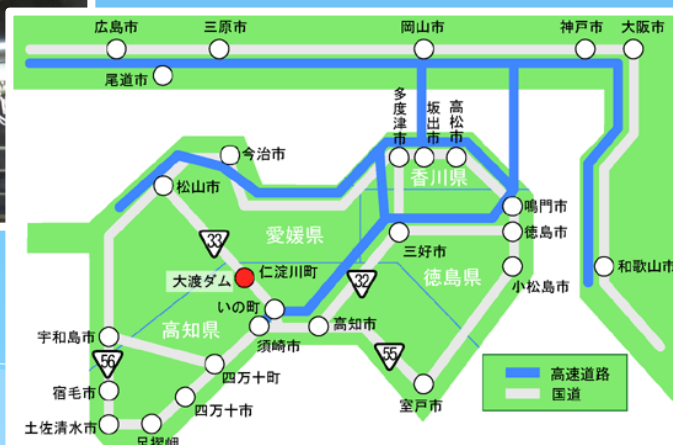 広島市
三原市
岡山市
神戸市
大阪市
尾道市
多度津市
坂出市
高松市
今治市
香川県
松山市
鳴門市
33
愛媛県
徳島市
三好市
大渡ダム
仁淀川町
32
徳島県
和歌山市
小松島市
いの町
高知県
須崎市
高知市
宇和島市
56
55
四万十町
高速道路
国道
宿毛市
室戸市
四万十市
土佐清水市
足摺岬